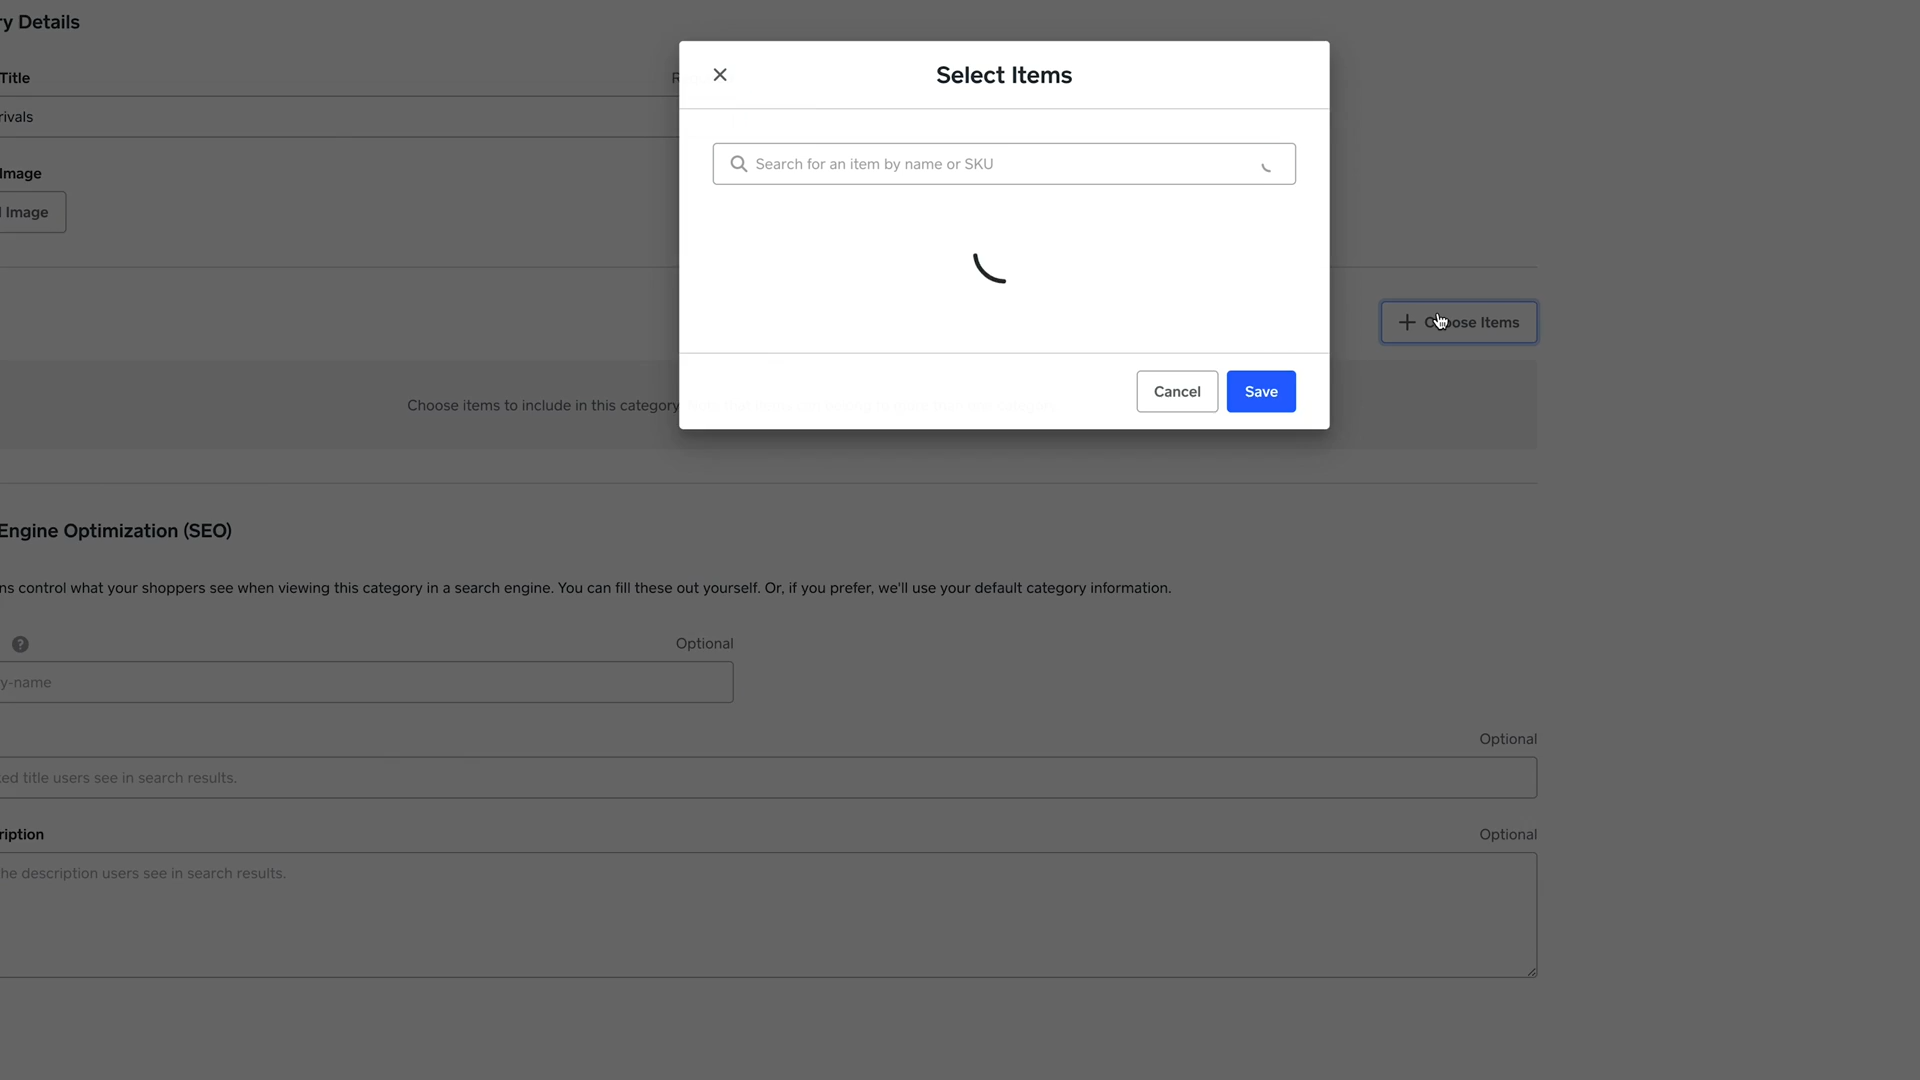 ry Details
Title
rivals
Image
Image
Select Items
Search for an item by name or SKU
Cancel
Save
Items
Choose items to include in this category
Engine Optimization (SEO)
ns control what your shoppers see when viewing this category in a search engine. You can fill these out yourself. Or, if you prefer, we'll use your default category information.
? Optional
y-name
Optional
ed title users see in search results.
ription Optional
he description users see in search results.